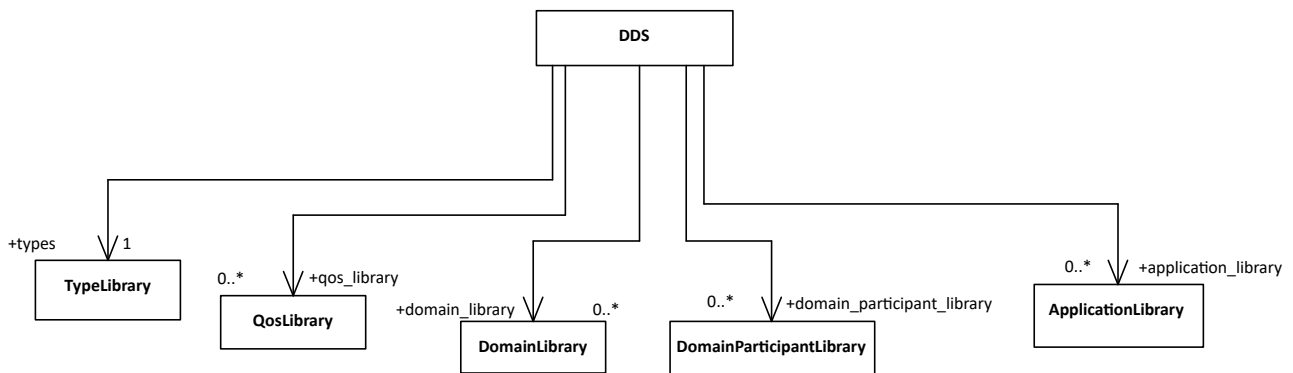 DDS
+types
1
TypeLibrary
0..*
+qos_library
QosLibrary
+domain_library
0..*
DomainLibrary
0..*
+domain_participant_library
DomainParticipantLibrary
0..*
+application_library
ApplicationLibrary